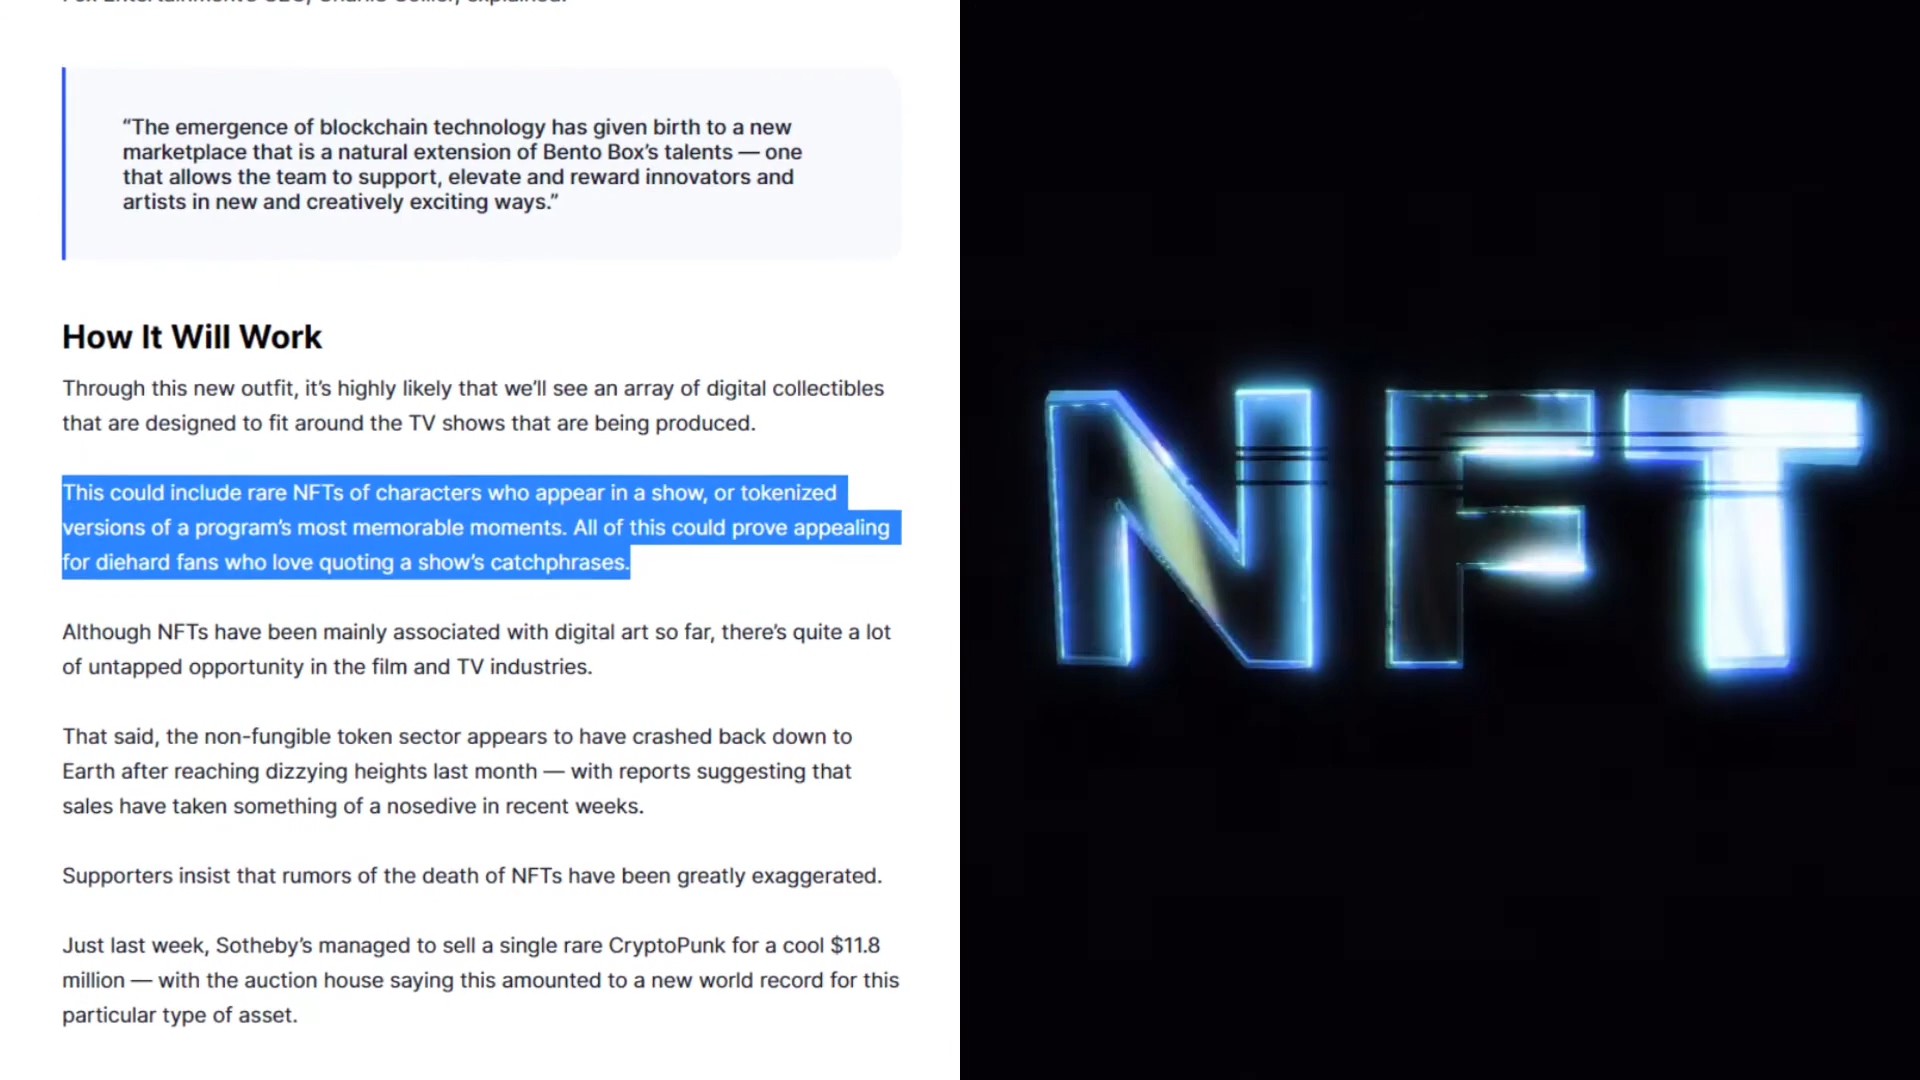 Fox Entertainment's CEO, Charlie Collier, explained:
“The emergence of blockchain technology has given birth to a new
marketplace that is a natural extension of Bento Box’s talents — one
that allows the team to support, elevate and reward innovators and
artists in new and creatively exciting ways.”
How It Will Work
Through this new outfit, it’s highly likely that we’ll see an array of digital collectibles
that are designed to fit around the TV shows that are being produced.
This could include rare NFTs of characters who appear in a show, or tokenized
versions of a program’s most memorable moments. All of this could prove appealing
for diehard fans who love quoting a show’s catchphrases.
Although NFTs have been mainly associated with digital art so far, there’s quite a lot
of untapped opportunity in the film and TV industries.
That said, the non-fungible token sector appears to have crashed back down to
Earth after reaching dizzying heights last month — with reports suggesting that
sales have taken something of a nosedive in recent weeks.
Supporters insist that rumors of the death of NFTs have been greatly exaggerated.
Just last week, Sotheby’s managed to sell a single rare CryptoPunk for a cool $11.8
million — with the auction house saying this amounted to a new world record for this
particular type of asset.
NFT